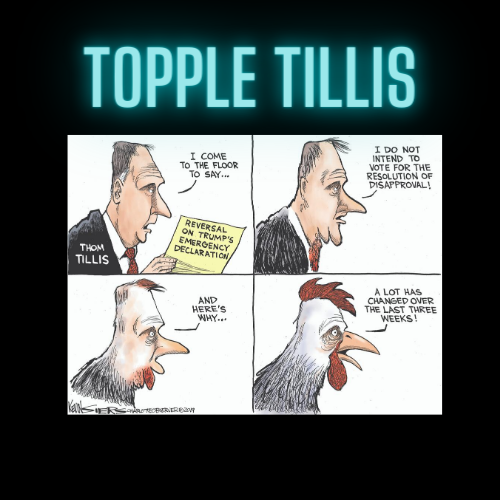 TOPPLE TILLIS
I COME
TO THE FLOOR
TO SAY...
REVERSAL
ON TRUMP'S
EMERGENCY
DECLARATION
THOM
TILLIS
I DO NOT
INTEND TO
VOTE FOR THE
RESOLUTION OF
DISAPPROVAL!
AND
HERE'S
WHY...
A LOT HAS
CHANGED OVER
THE LAST THREE
WEEKS!